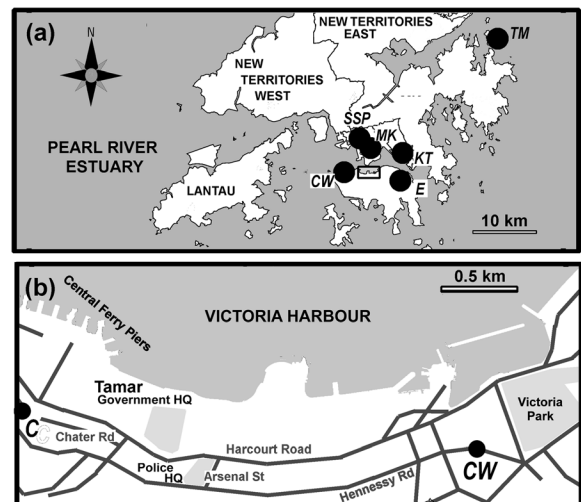 (a)
N
NEW TERRITORIES
EAST
TM
NEW
TERRITORIES
WEST
SSP
MK
PEARL RIVER
ESTUARY
KT
LANTAU
CW
E
10 km
(b)
0.5 km
Central Ferry Piers
VICTORIA HARBOUR
Tamar
Government HQ
Victoria
Park
C
C
Chater Rd
Harcourt Road
Police
HQ
Arsenal St
Hennessy Rd
CW